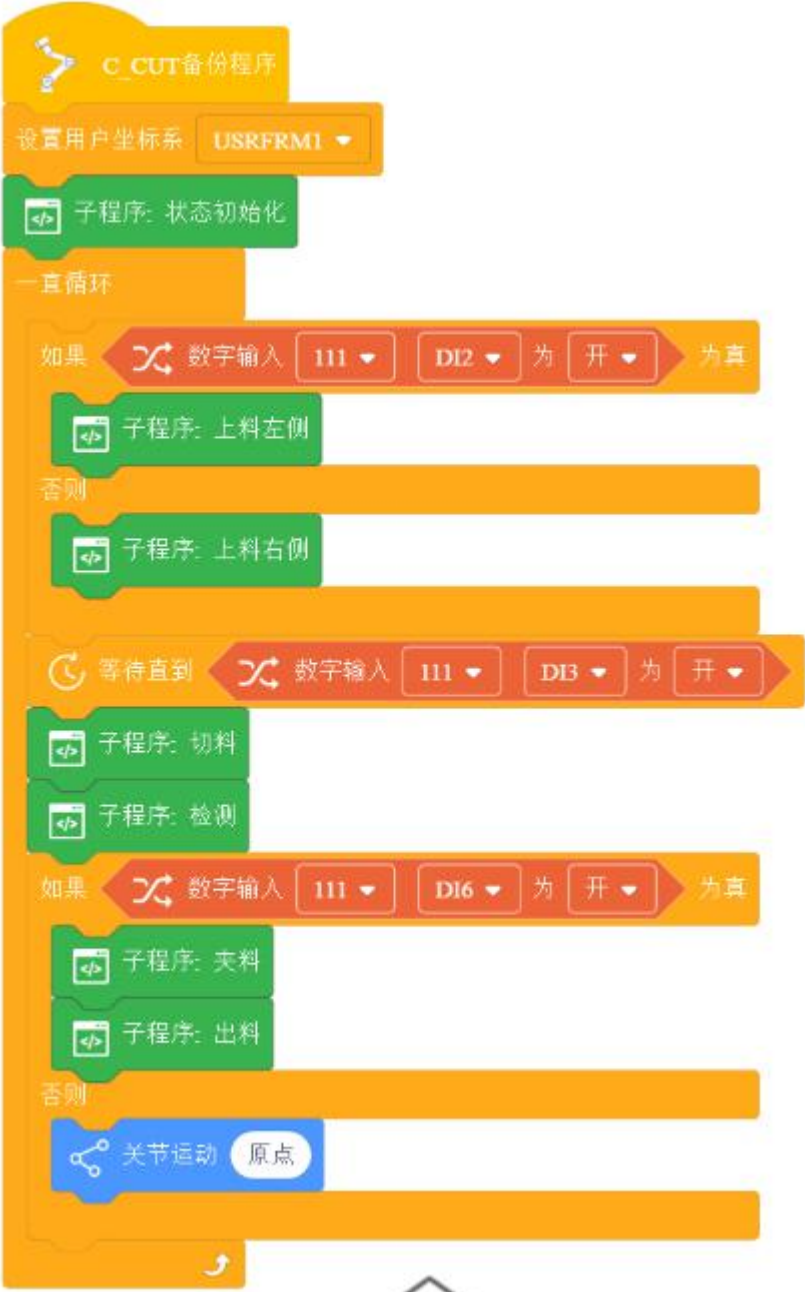 C_CUT备份程序
设置用户坐标系 USRFRM1
子程序: 状态初始化
一直循环
如果 数字输入 111 DI2 为 开 为真
子程序: 上料左侧
否则
子程序: 上料右侧
等待直到 数字输入 111 DI3 为 开
子程序: 切料
子程序: 检测
如果 数字输入 111 DI6 为 开 为真
子程序: 夹料
子程序: 出料
否则
关节运动 原点